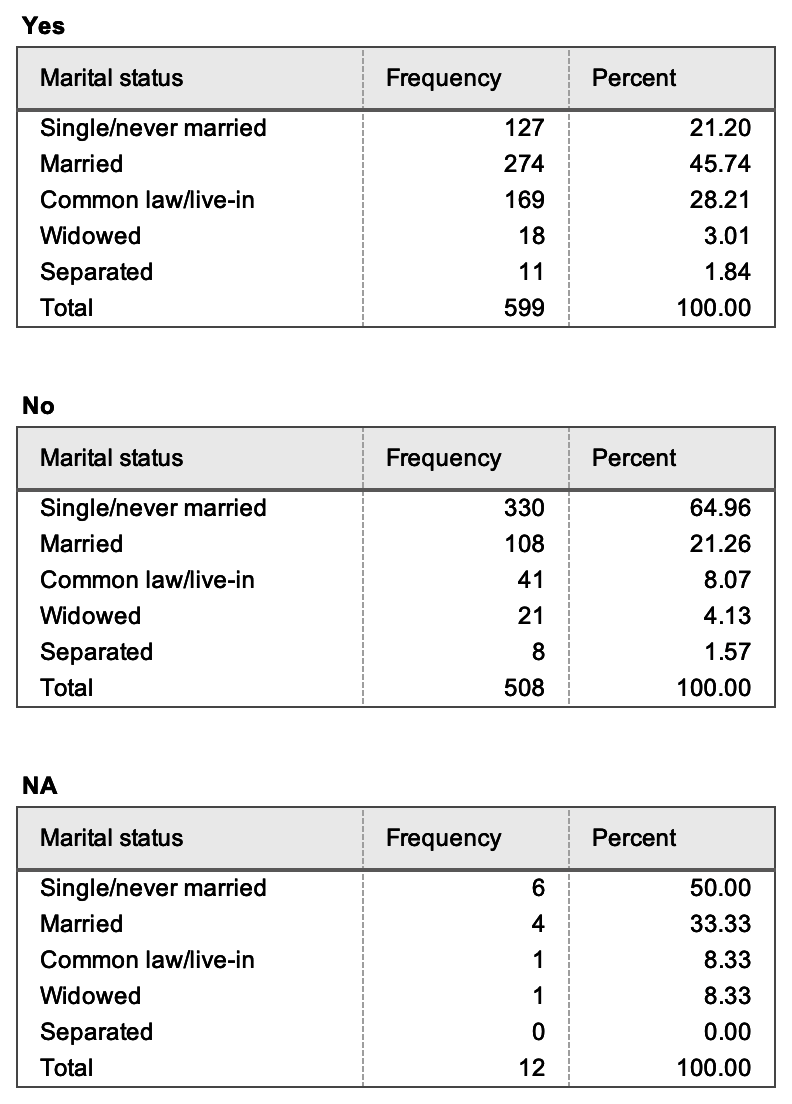 Yes
Marital status Frequency Percent
Single/never married 127 21.20
Married 274 45.74
Common law/live-in 169 28.21
Widowed 18 3.01
Separated 11 1.84
Total 599 100.00
No
Marital status Frequency Percent
Single/never married 330 64.96
Married 108 21.26
Common law/live-in 41 8.07
Widowed 21 4.13
Separated 8 1.57
Total 508 100.00
NA
Marital status Frequency Percent
Single/never married 6 50.00
Married 4 33.33
Common law/live-in 1 8.33
Widowed 1 8.33
Separated 0 0.00
Total 12 100.00